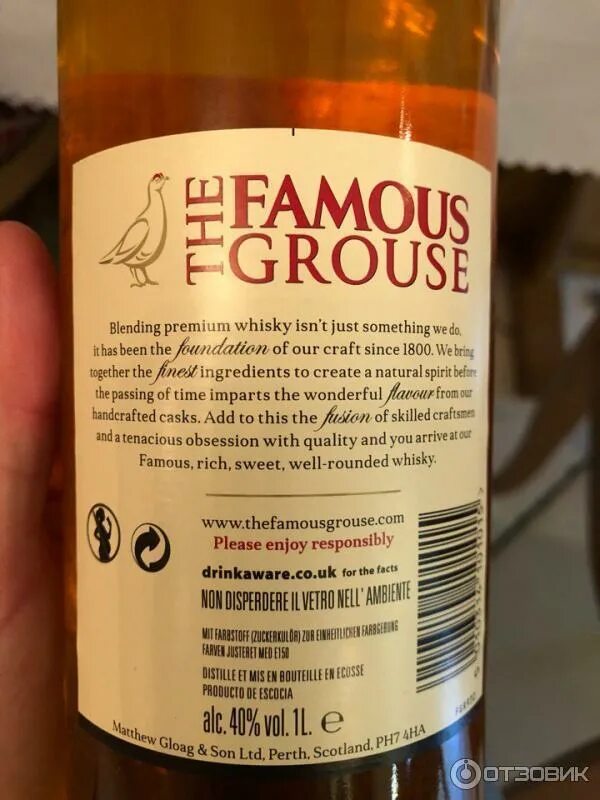 THE FAMOUS
GROUSE
Blending premium whisky isn't just something we do,
it has been the foundation of our craft since 1800. We bring
together the finest ingredients to create a natural spirit before
the passing of time imparts the wonderful flavour from our
handcrafted casks. Add to this the fusion of skilled craftsmen
and a tenacious obsession with quality and you arrive at our
Famous, rich, sweet, well-rounded whisky.
www.thefamousgrouse.com
Please enjoy responsibly
drinkaware.co.uk for the facts
NON DISPERDERE IL VETRO NELL' AMBIENTE
MIT FARBSTOFF (ZUCKERKULÖR) ZUR EINHEITLICHEN FARBGEBUNG
FARVEN JUSTERET MED E150
DISTILLE ET MIS EN BOUTEILLE EN ECOSSE
PRODUCTO DE ESCOCIA
alc. 40% vol. 1L. e
Matthew Gloag & Son Ltd, Perth, Scotland, PH7 4HA
ОТЗОВИК